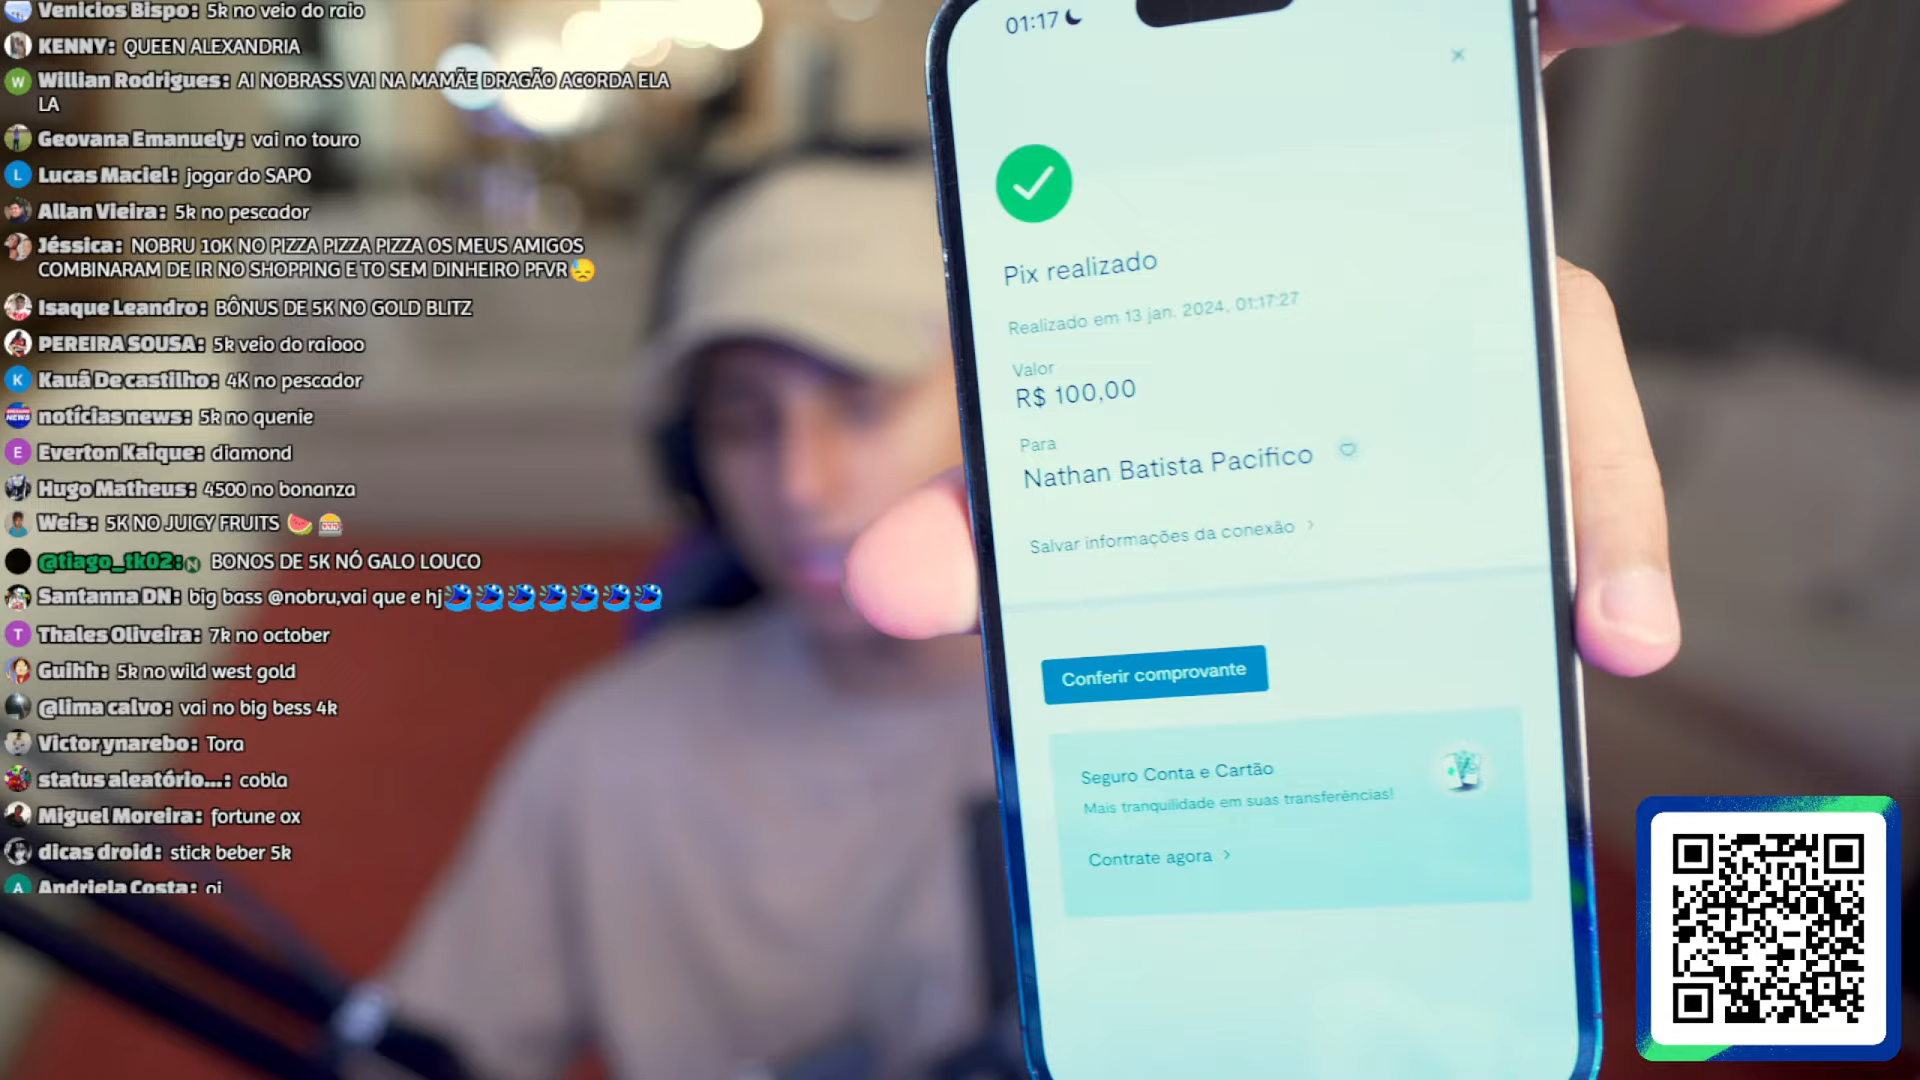 Venicios Bispo: 5k no veio do raio
KENNY: QUEEN ALEXANDRIA
W Willian Rodrigues: AI NOBRASS VAI NA MAMÃE DRAGÃO ACORDA ELA
LA
Geovana Emanuely: vai no touro
L Lucas Maciel: jogar do SAPO
Allan Vieira: 5k no pescador
Jéssica: NOBRU 10K NO PIZZA PIZZA PIZZA OS MEUS AMIGOS
COMBINARAM DE IR NO SHOPPING E TO SEM DINHEIRO PFVR😓
Isaque Leandro: BÔNUS DE 5K NO GOLD BLITZ
PEREIRA SOUSA: 5k veio do raiooo
K Kauã De castilho: 4K no pescador
NEWS notícias news: 5k no quenie
E Everton Kaique: diamond
Hugo Matheus: 4500 no bonanza
Weis: 5K NO JUICY FRUITS 🍉 🎰
@tiago_tk02: N BONOS DE 5K NÓ GALO LOUCO
Santanna DN: big bass @nobru,vai que e hj
T Thales Oliveira: 7k no october
Guihh: 5k no wild west gold
@lima calvo: vai no big bess 4k
Victor ynarebo: Tora
status aleatório...: cobla
Miguel Moreira: fortune ox
dicas droid: stick beber 5k
A Andriela Costa: oi
01:17
×
Pix realizado
Realizado em 13 jan. 2024, 01:17:27
Valor
R$ 100,00
Para
Nathan Batista Pacifico
Salvar informações da conexão >
Conferir comprovante
Seguro Conta e Cartão
Mais tranquilidade em suas transferências!
Contrate agora >